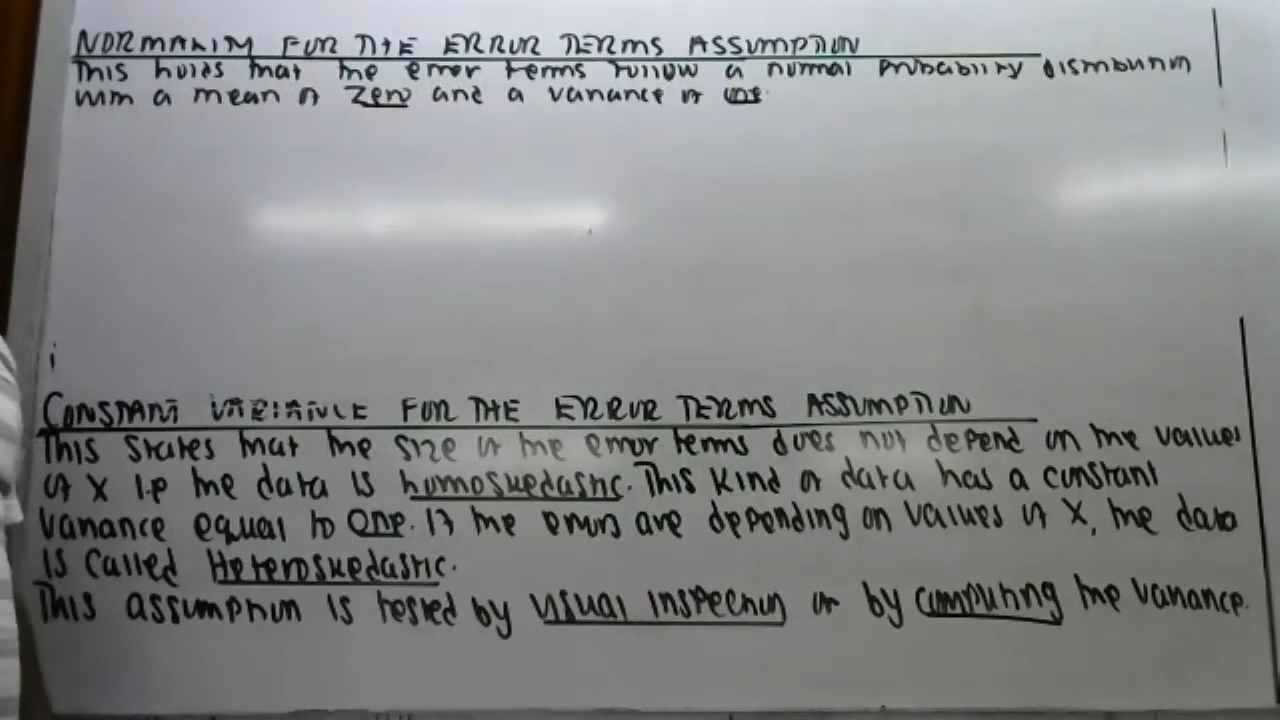 NORMALITY FOR THE ERROR TERMS ASSUMPTION
This holds that the error terms follow a normal probability distribution
with a mean of zero and a variance of one.
i
CONSTANT VARIANCE FOR THE ERROR TERMS ASSUMPTION
This states that the size of the error terms does not depend on the values
of X i.e the data is homoskedastic. This kind of data has a constant
variance equal to one. If the errors are depending on values of X, the data
is called Heteroskedastic.
This assumption is tested by visual inspection or by computing the variance.